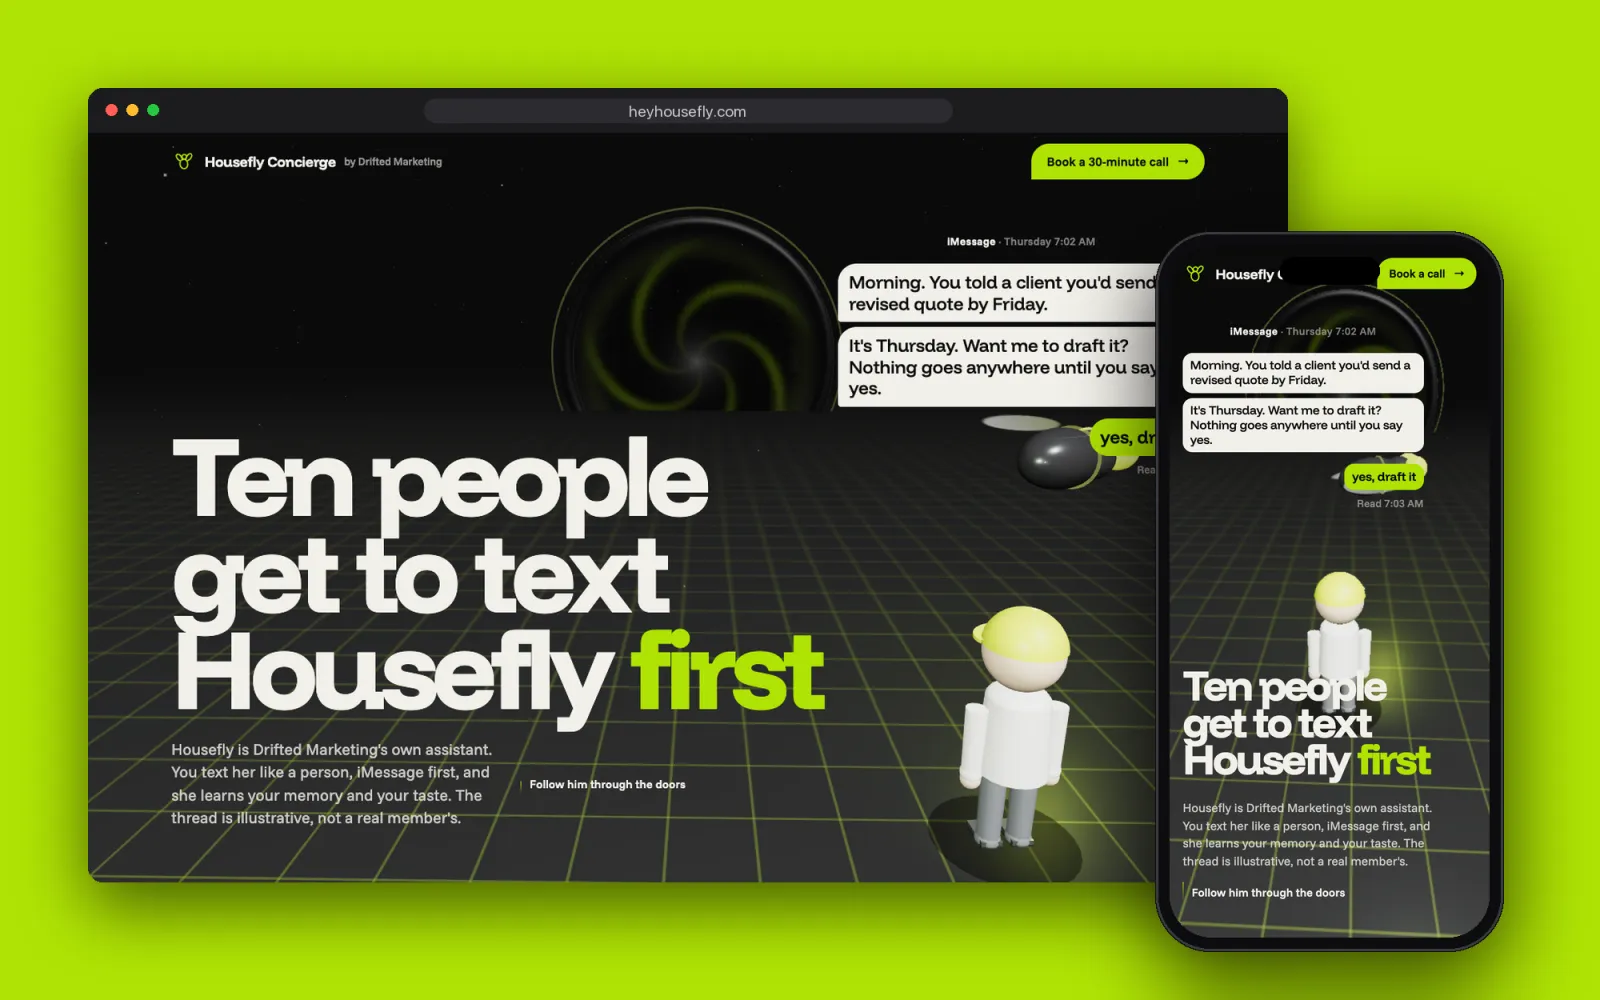 heyhousefly.com
Housefly Concierge by Drifted Marketing
Book a 30-minute call →
iMessage · Thursday 7:02 AM
Morning. You told a client you'd send
revised quote by Friday.
It's Thursday. Want me to draft it?
Nothing goes anywhere until you say
yes.
yes, dr
Rea
Ten people
get to text
Housefly first
Housefly is Drifted Marketing's own assistant.
You text her like a person, iMessage first, and
she learns your memory and your taste. The
thread is illustrative, not a real member's.
Follow him through the doors
Housefly
Book a call →
iMessage · Thursday 7:02 AM
Morning. You told a client you'd send a
revised quote by Friday.
It's Thursday. Want me to draft it?
Nothing goes anywhere until you say
yes.
yes, draft it
Read 7:03 AM
Ten people
get to text
Housefly first
Housefly is Drifted Marketing's own assistant.
You text her like a person, iMessage first, and
she learns your memory and your taste. The
thread is illustrative, not a real member's.
Follow him through the doors